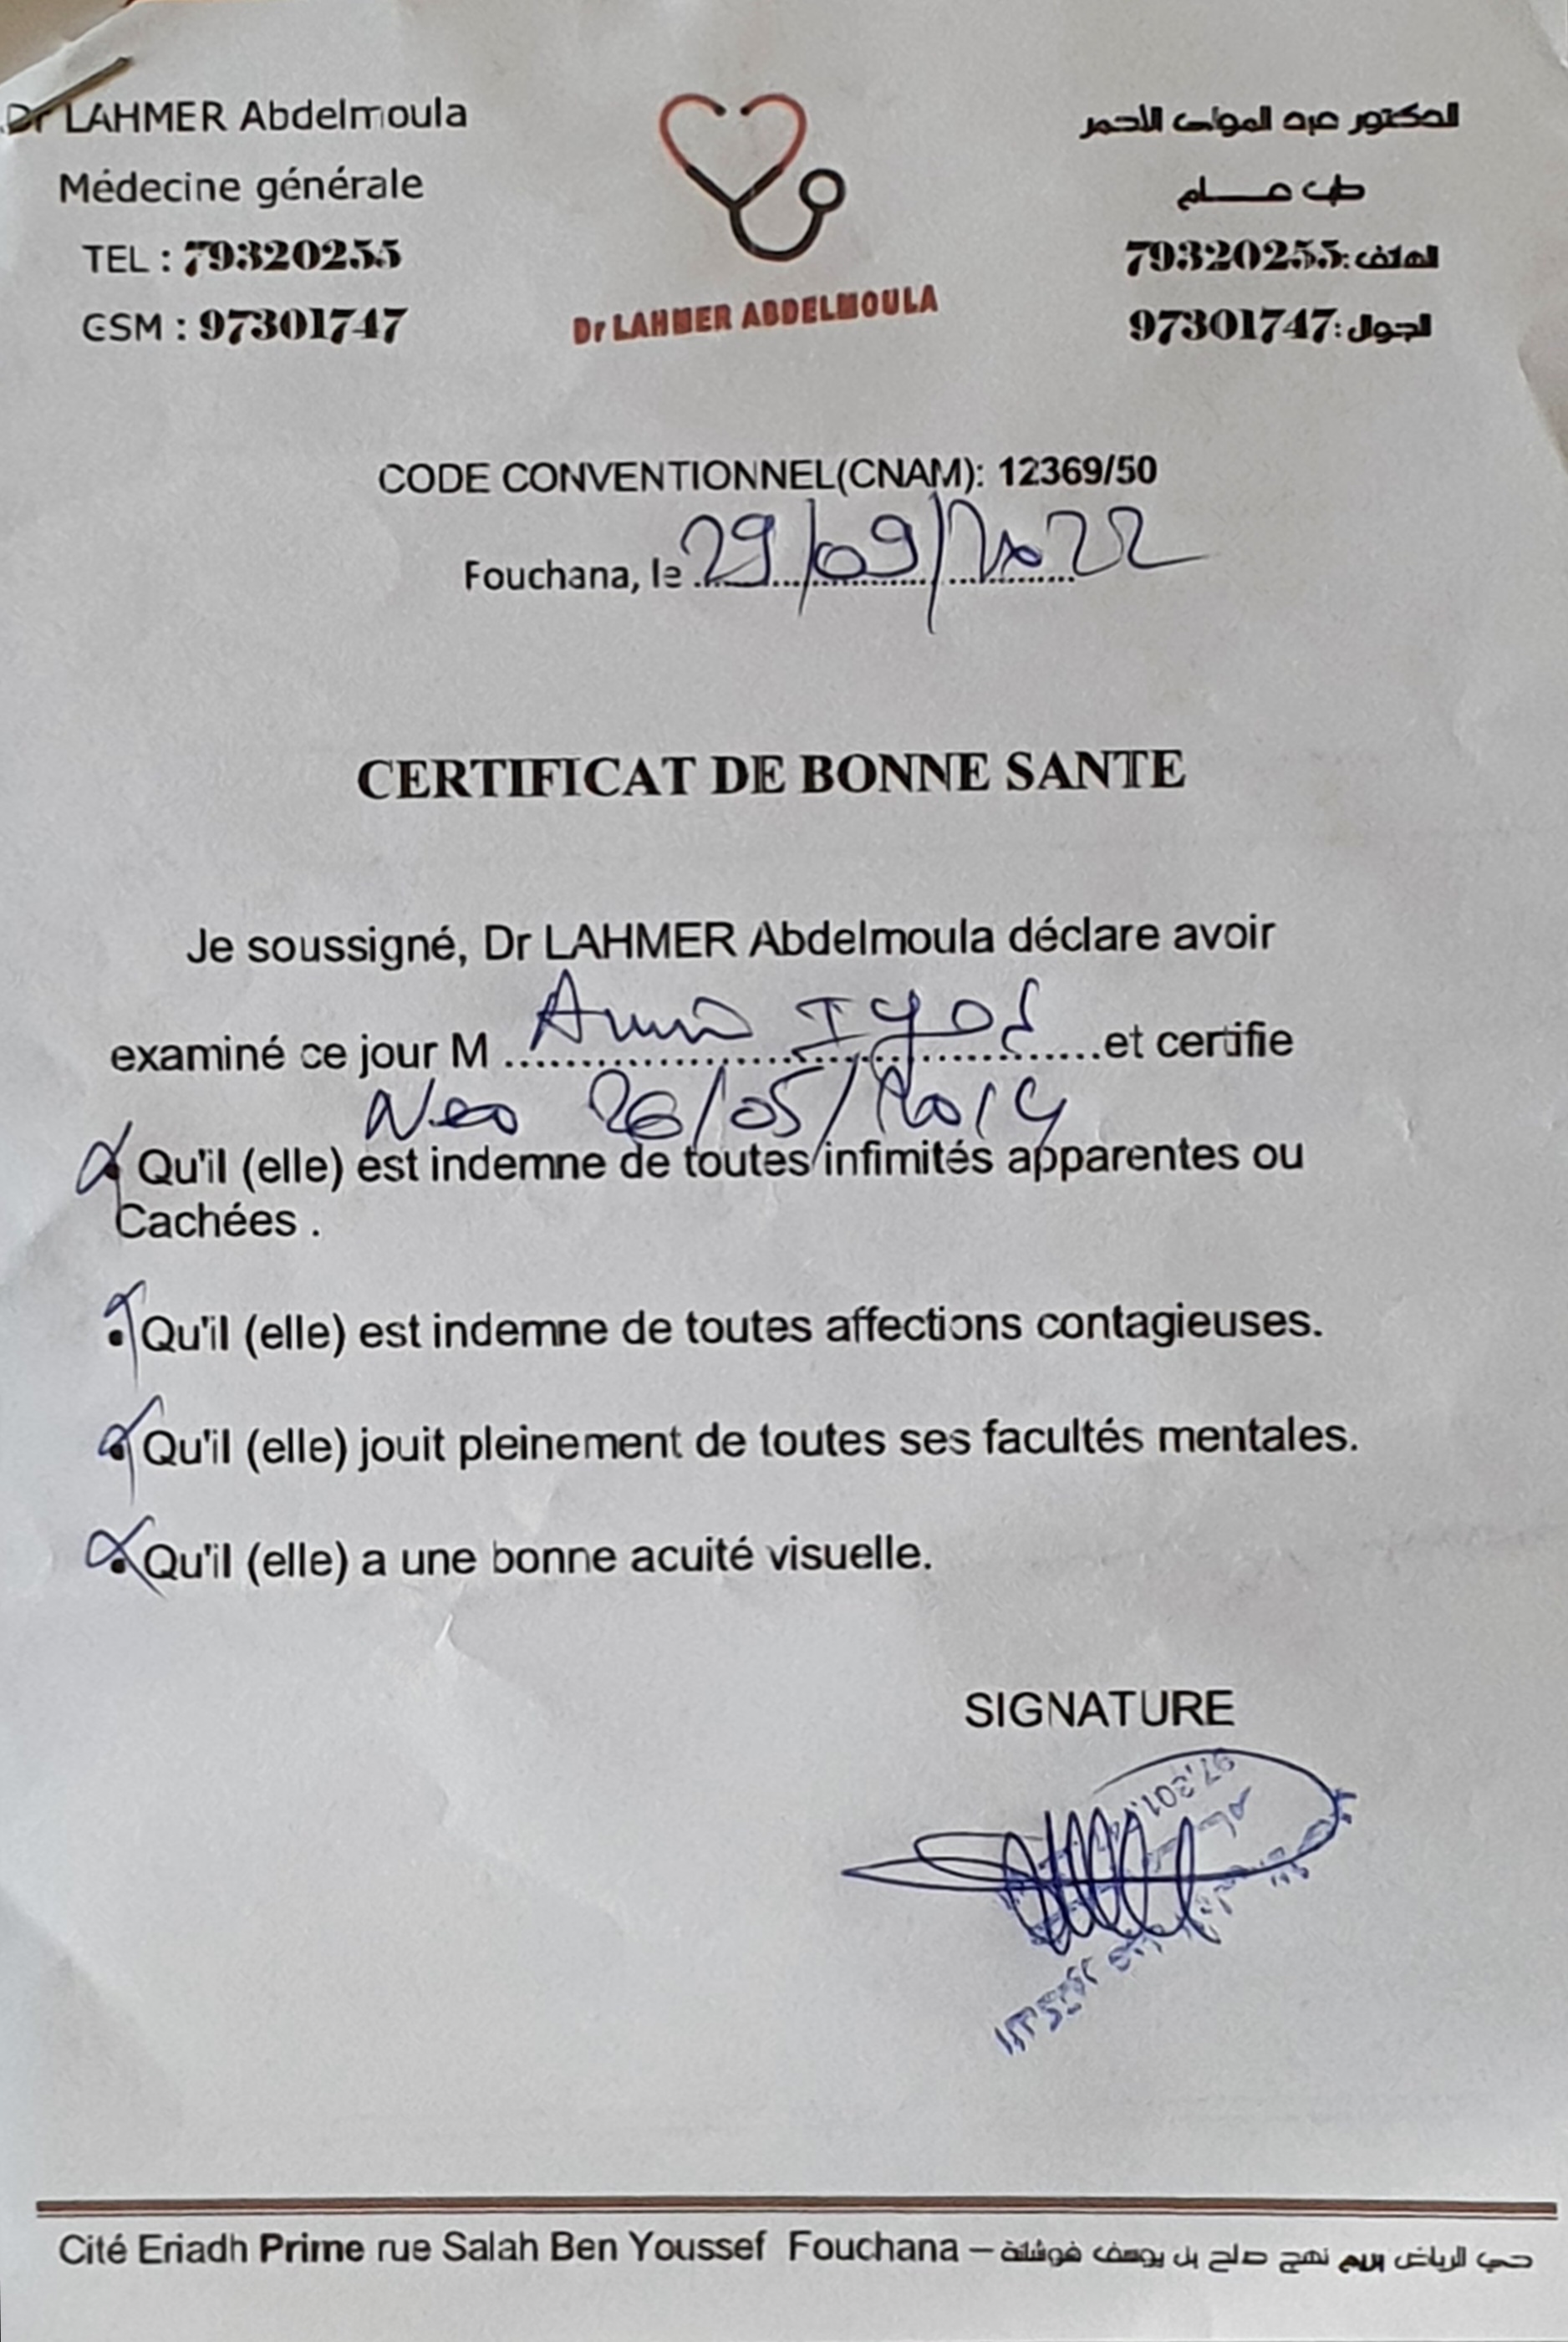 Dr LAHMER Abdelmoula
Médecine générale
TEL : 79320255
GSM : 97301747
Dr LAHMER ABDELMOULA
الدكتور عبد المولى الأحمر
طب عــــام
الهاتف:79320255
الجوال:97301747
CODE CONVENTIONNEL(CNAM): 12369/50
Fouchana, le 29/09/2022
CERTIFICAT DE BONNE SANTE
Je soussigné, Dr LAHMER Abdelmoula déclare avoir
examiné ce jour M et certifie
26/05/2014
Qu'il (elle) est indemne de toutes infimités apparentes ou
Cachées .
Qu'il (elle) est indemne de toutes affections contagieuses.
Qu'il (elle) jouit pleinement de toutes ses facultés mentales.
Qu'il (elle) a une bonne acuité visuelle.
SIGNATURE
Cité Eriadh Prime rue Salah Ben Youssef Fouchana – حي الرياض بريم نهج صالح بن يوسف فوشانة